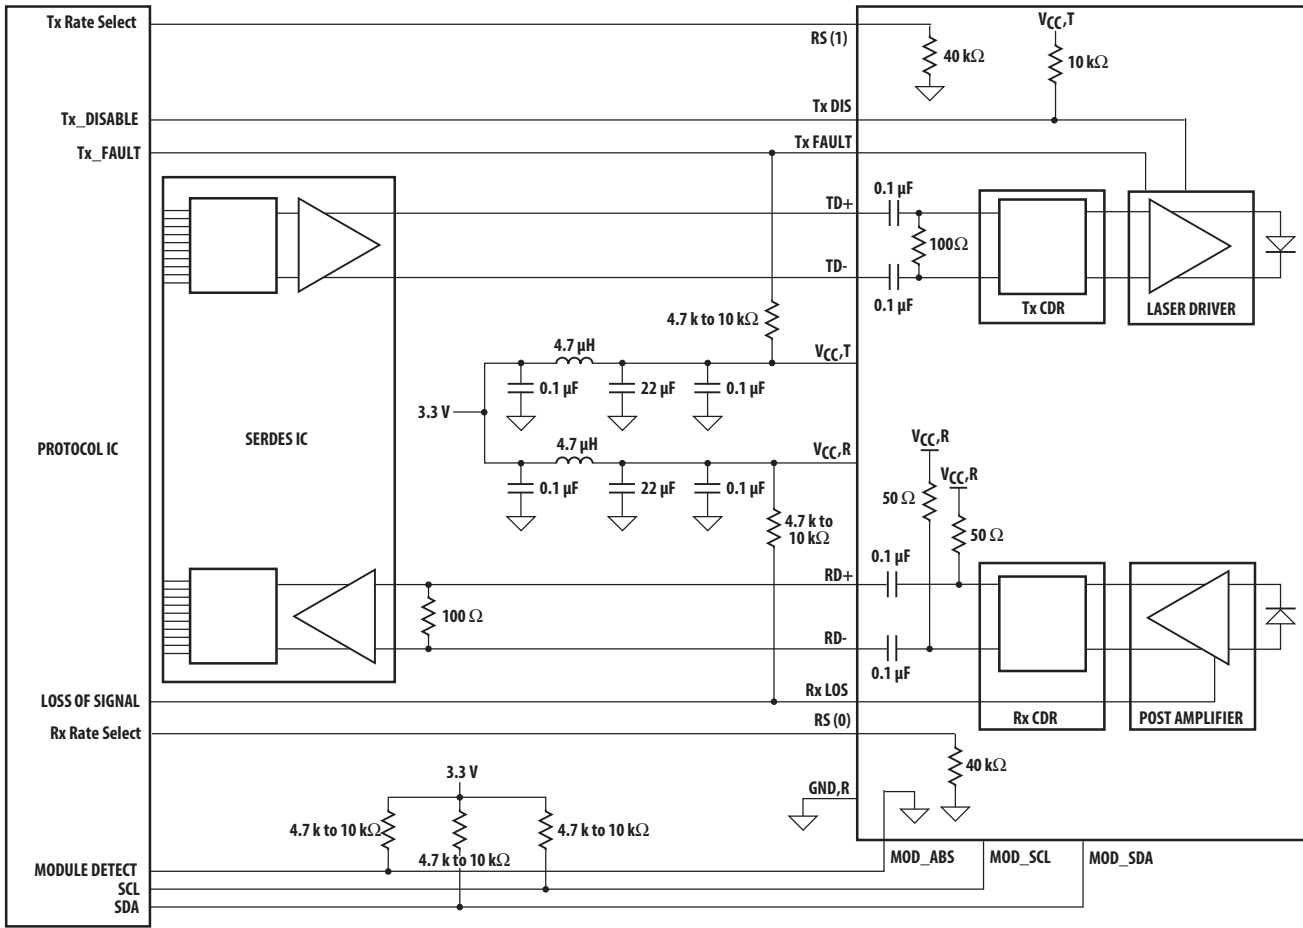 Tx Rate Select
RS (1)
40 kΩ
VCC,T
10 kΩ
Tx_DISABLE
Tx DIS
Tx_FAULT
Tx FAULT
0.1 µF
TD+
100Ω
TD-
0.1 µF
Tx CDR
LASER DRIVER
4.7 k to 10 kΩ
4.7 µH
VCC,T
0.1 µF
22 µF
0.1 µF
3.3 V
PROTOCOL IC
SERDES IC
4.7 µH
VCC,R
0.1 µF
22 µF
0.1 µF
VCC,R
VCC,R
50 Ω
50 Ω
4.7 k to
10 kΩ
0.1 µF
RD+
100 Ω
RD-
0.1 µF
LOSS OF SIGNAL
Rx LOS
Rx CDR
POST AMPLIFIER
Rx Rate Select
RS (0)
40 kΩ
3.3 V
GND,R
4.7 k to 10 kΩ
4.7 k to 10 kΩ
4.7 k to 10 kΩ
MODULE DETECT
MOD_ABS
MOD_SCL
MOD_SDA
SCL
SDA